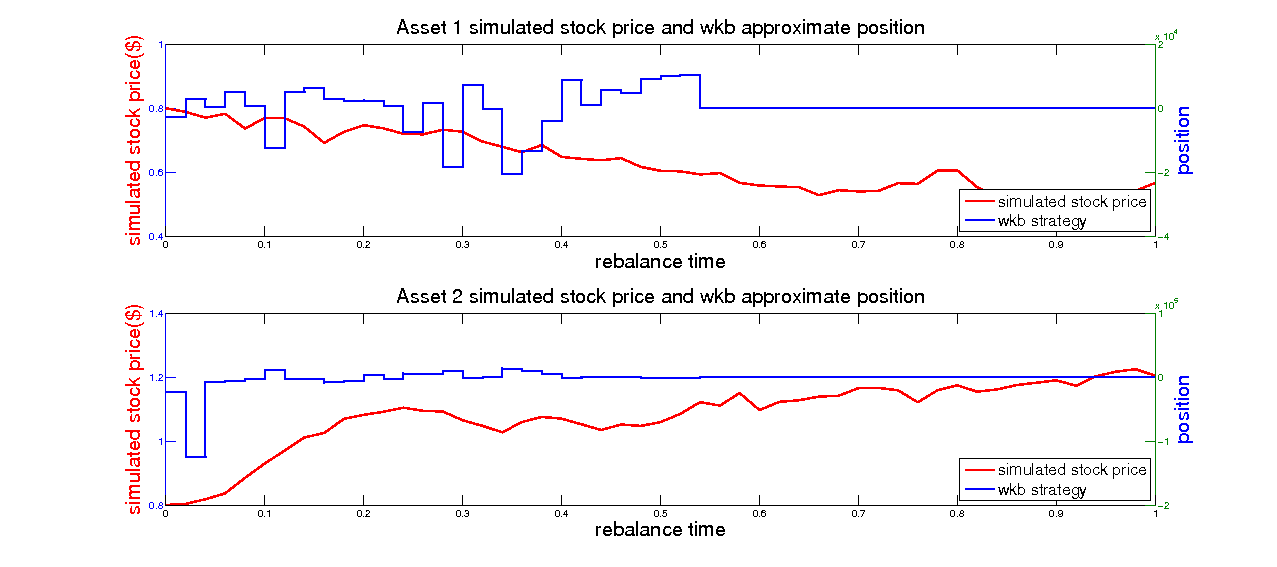 Asset 1 simulated stock price and wkb approximate position
x 10^4
simulated stock price($)
1
0.8
0.6
0.4
2
0
−2
−4
position
simulated stock price
wkb strategy
0 0.1 0.2 0.3 0.4 0.5 0.6 0.7 0.8 0.9 1
rebalance time
Asset 2 simulated stock price and wkb approximate position
simulated stock price($)
1.4
1.2
1
0.8
1
0
−1
−2
position
simulated stock price
wkb strategy
0 0.1 0.2 0.3 0.4 0.5 0.6 0.7 0.8 0.9 1
rebalance time